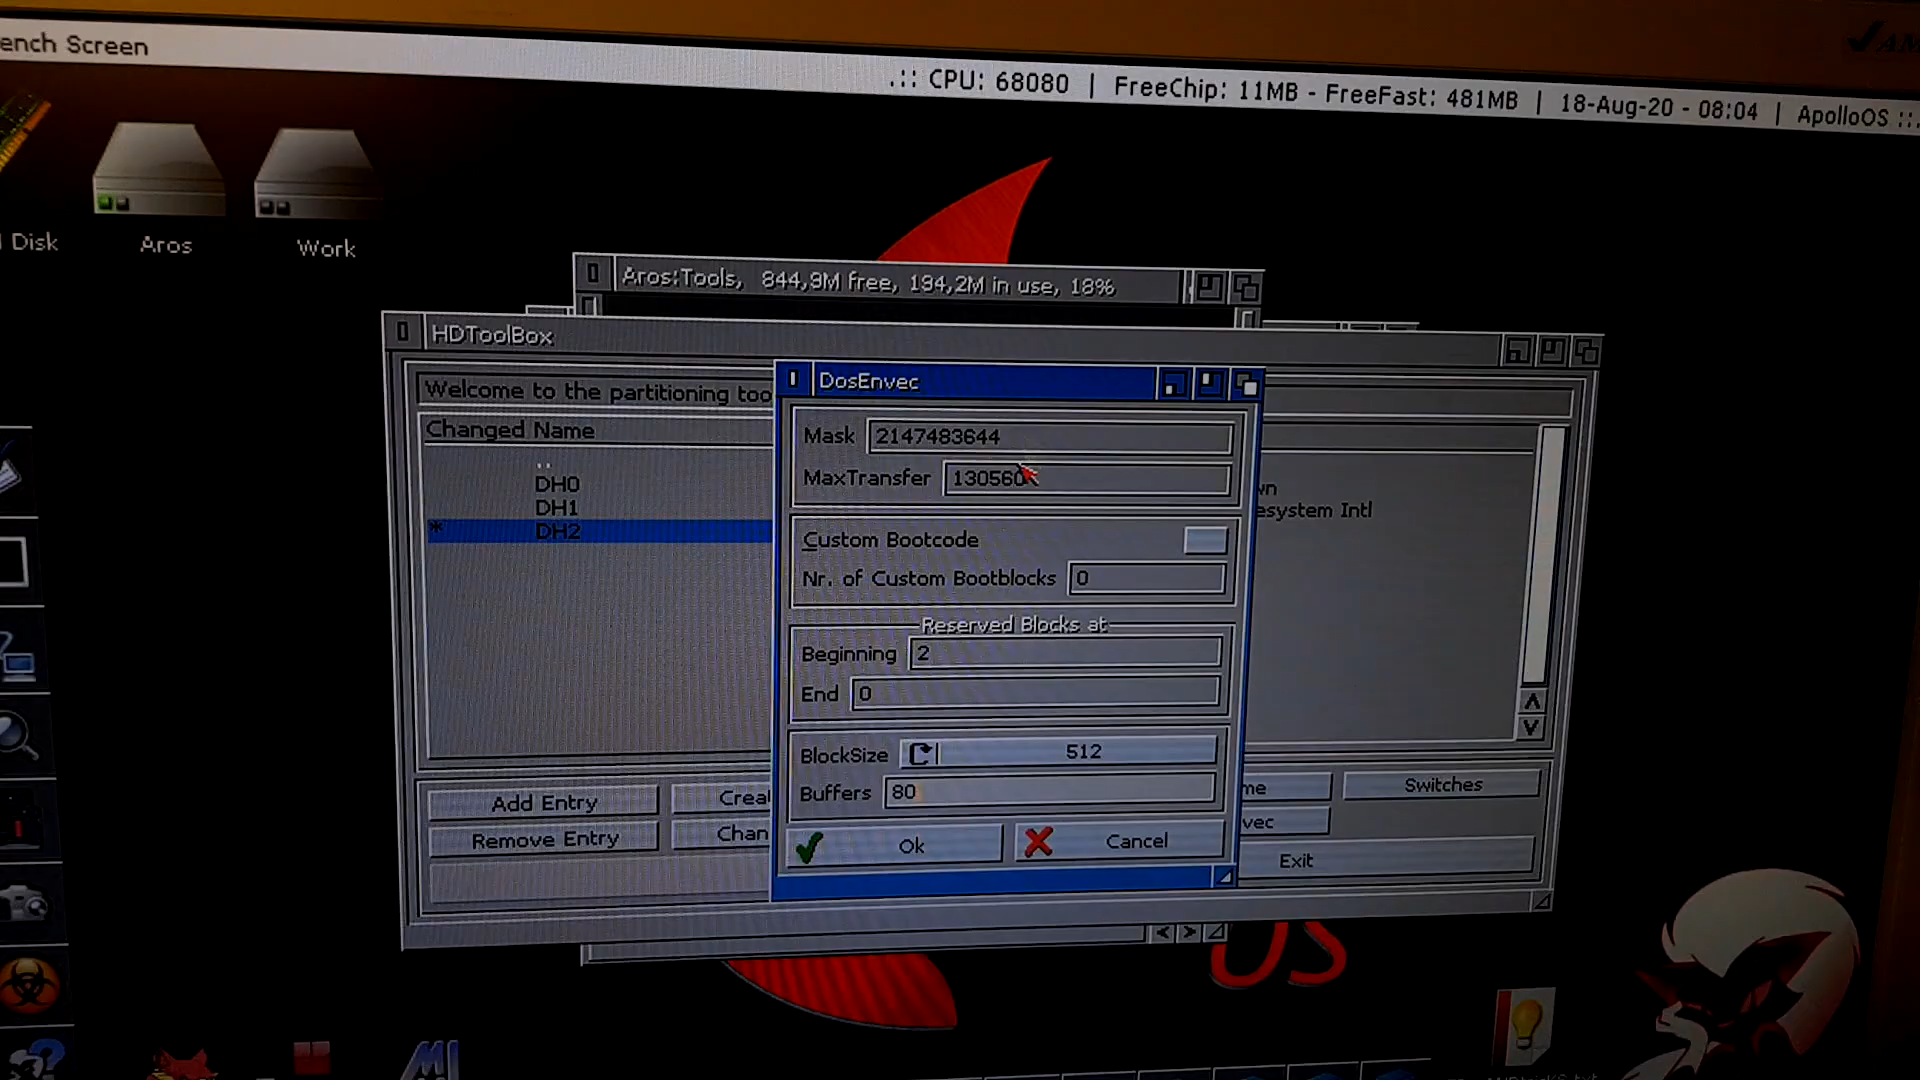 ench Screen
.:: CPU: 68080 | FreeChip: 11MB - FreeFast: 481MB | 18-Aug-20 - 08:04 | ApolloOS ::.
Disk
Aros
Work
Aros:Tools, 844,9M free, 194,2M in use, 18%
HDToolBox
Welcome to the partitioning too
Changed Name
..
DH0
DH1
* DH2
DosEnvec
Mask 2147483644
MaxTransfer 130560
Custom Bootcode
Nr. of Custom Bootblocks 0
Reserved Blocks at
Beginning 2
End 0
BlockSize 512
Buffers 80
Ok
Cancel
wn
esystem Intl
Add Entry
Crea
me
Switches
Remove Entry
Chan
vec
Exit
OS